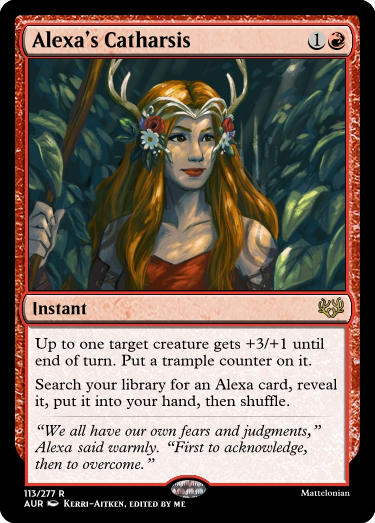 Alexa's Catharsis
1
Instant
Up to one target creature gets +3/+1 until
end of turn. Put a trample counter on it.
Search your library for an Alexa card, reveal
it, put it into your hand, then shuffle.
“We all have our own fears and judgments,”
Alexa said warmly. “First to acknowledge,
then to overcome.”
113/277 R
AUR Kerri-Aitken, edited by me
Mattelonian